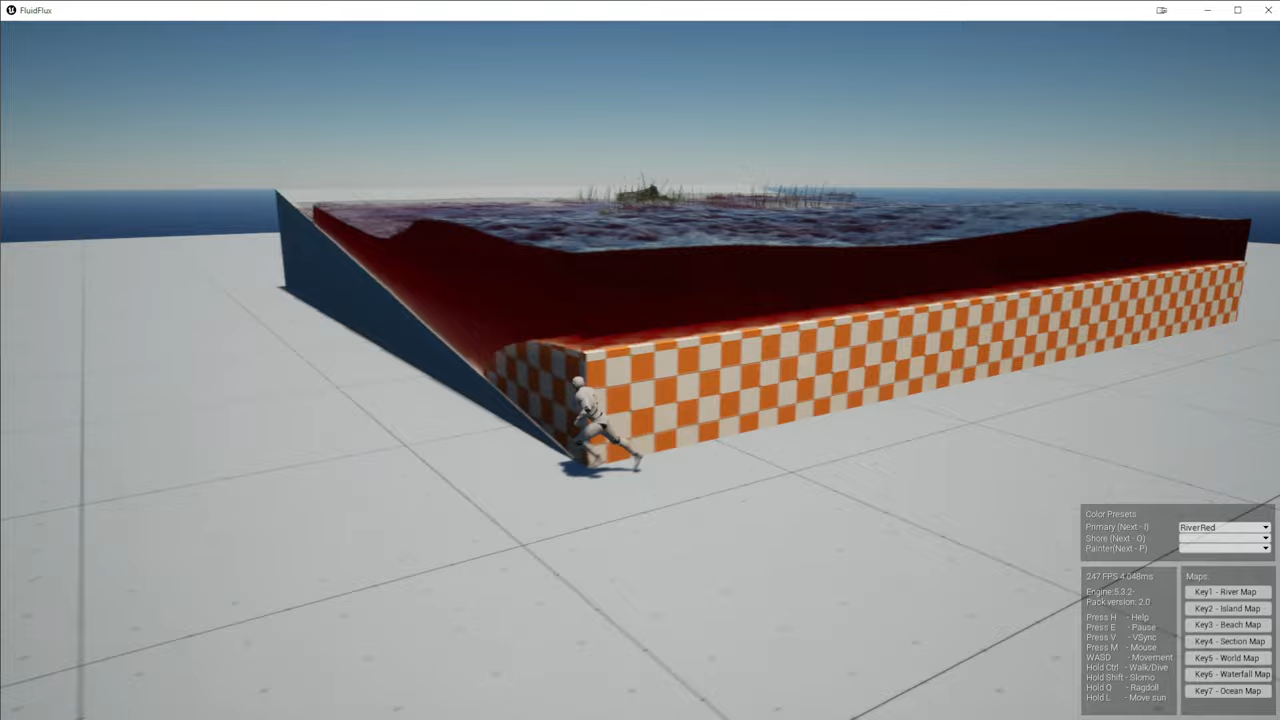 FluidFlux
Color Presets
Primary (Next - I) RiverRed
Shore (Next - O)
Painter(Next - P)
247 FPS 4.048ms
Engine:5.3.2-
Pack version: 2.0
Press H - Help
Press E - Pause
Press V - VSync
Press M - Mouse
WASD - Movement
Hold Ctrl - Walk/Dive
Hold Shift - Slomo
Hold Q - Ragdoll
Hold L - Move sun
Maps:
Key1 - River Map
Key2 - Island Map
Key3 - Beach Map
Key4 - Section Map
Key5 - World Map
Key6 - Waterfall Map
Key7 - Ocean Map